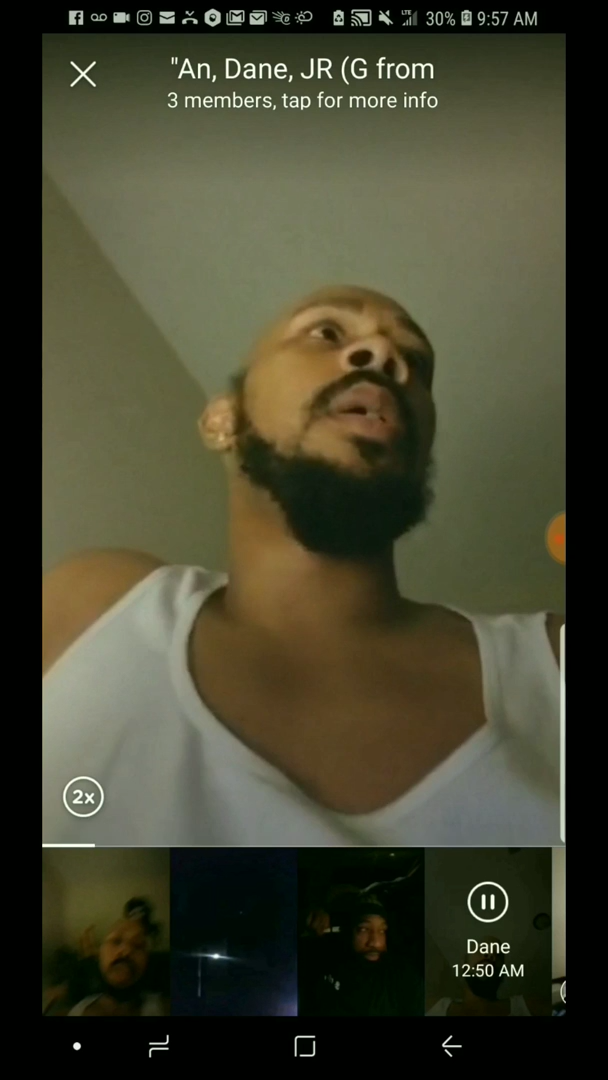 LTE 30% 9:57 AM
"An, Dane, JR (G from
3 members, tap for more info
2x
Dane
12:50 AM